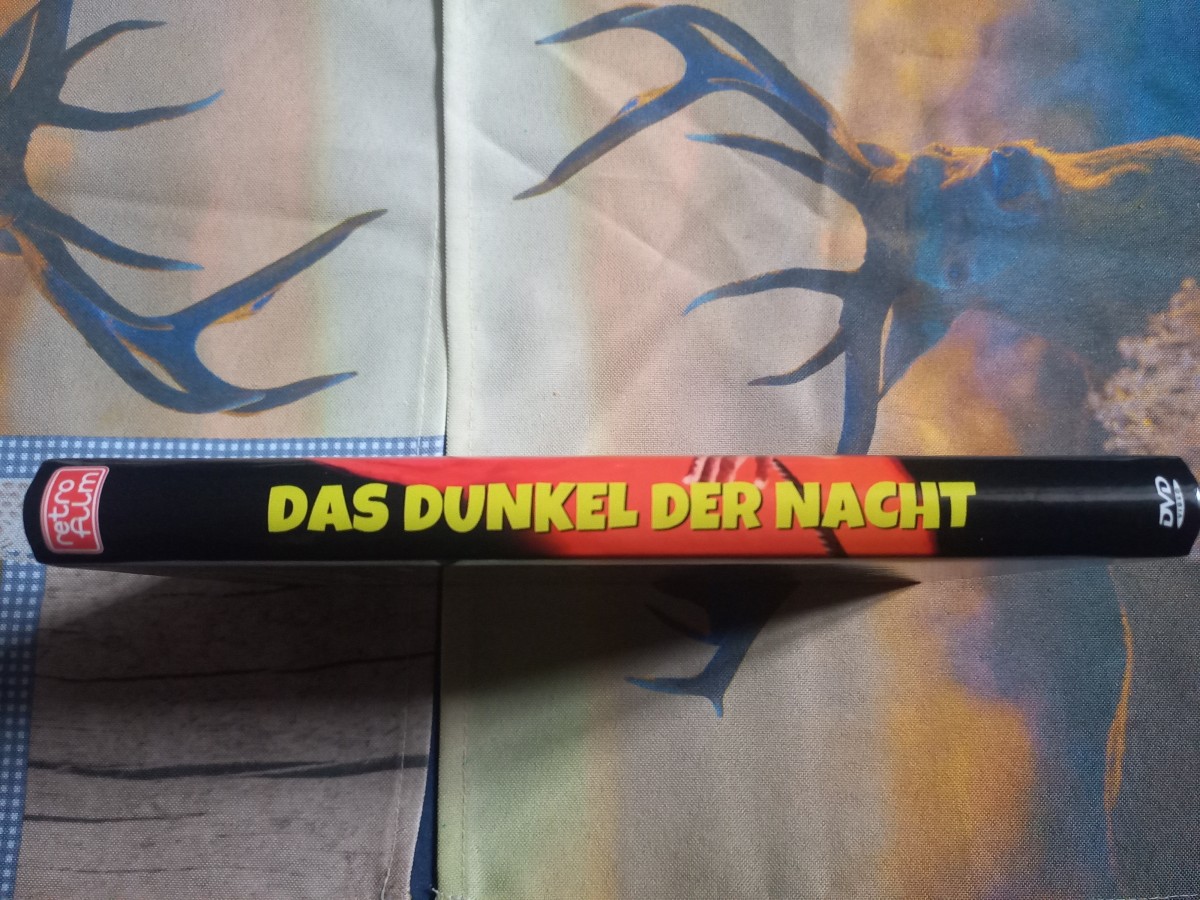 retro
film
DAS DUNKEL DER NACHT
DVD